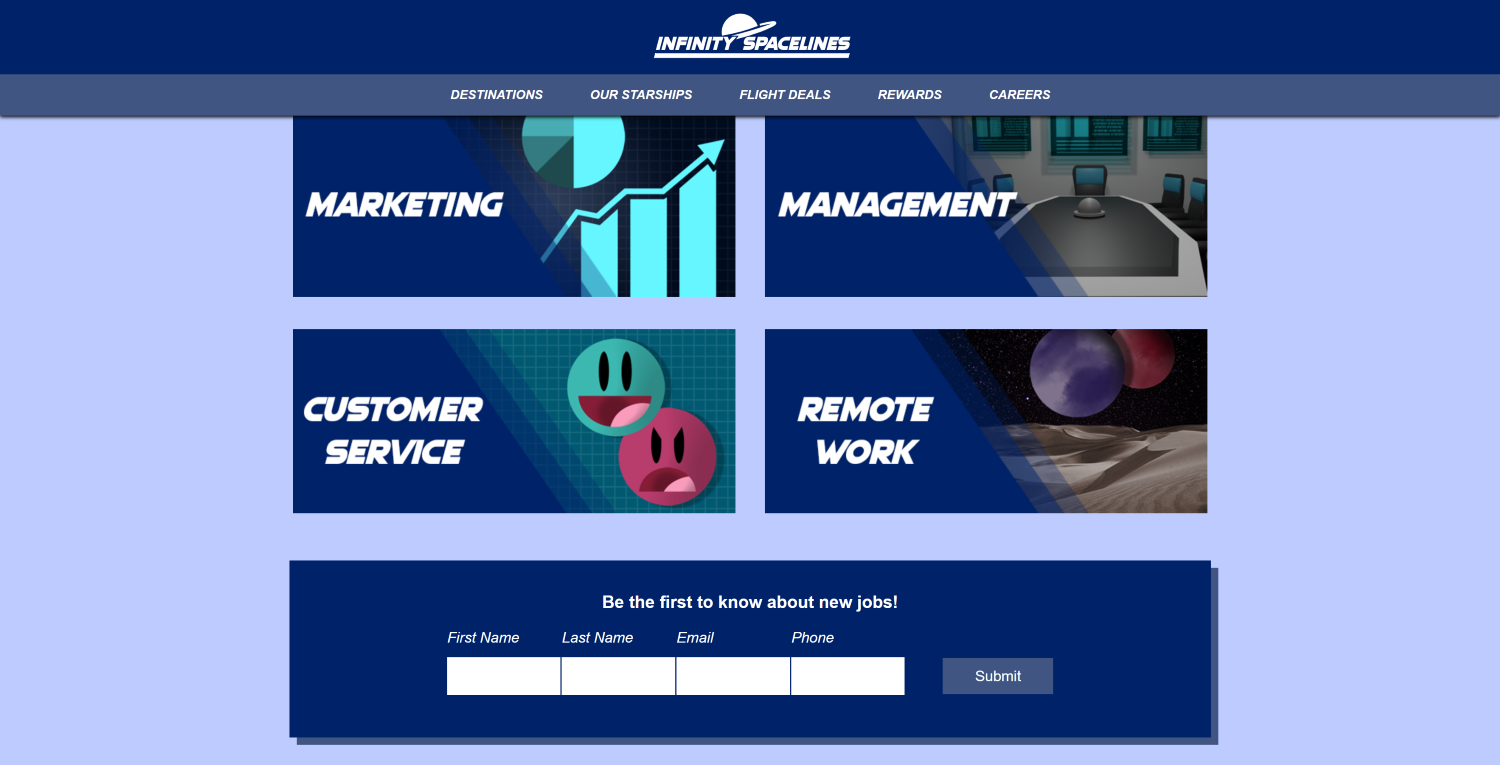 INFINITY SPACELINES
DESTINATIONS OUR STARSHIPS FLIGHT DEALS REWARDS CAREERS
MARKETING
MANAGEMENT
CUSTOMER
SERVICE
REMOTE
WORK
Be the first to know about new jobs!
First Name Last Name Email Phone
Submit